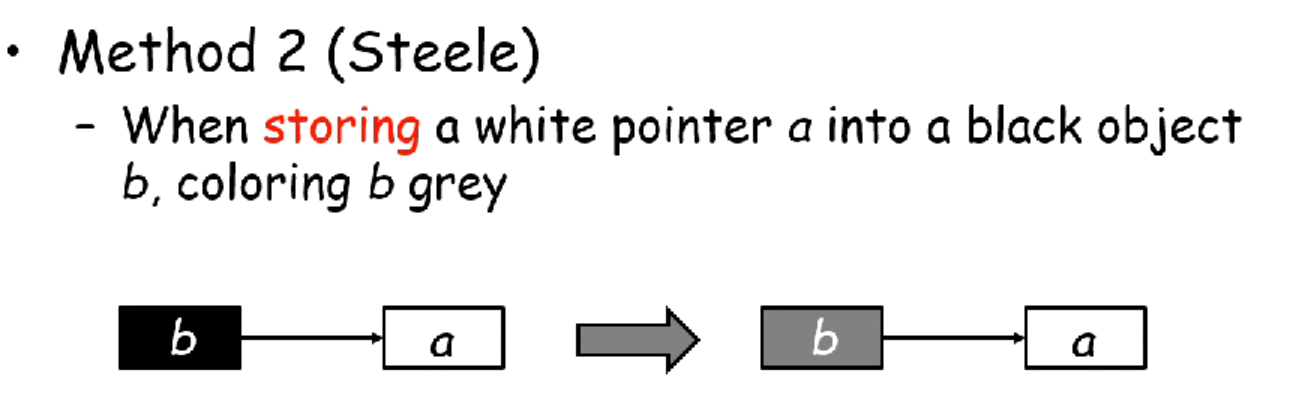 • Method 2 (Steele)
– When storing a white pointer a into a black object
b, coloring b grey
b a b a